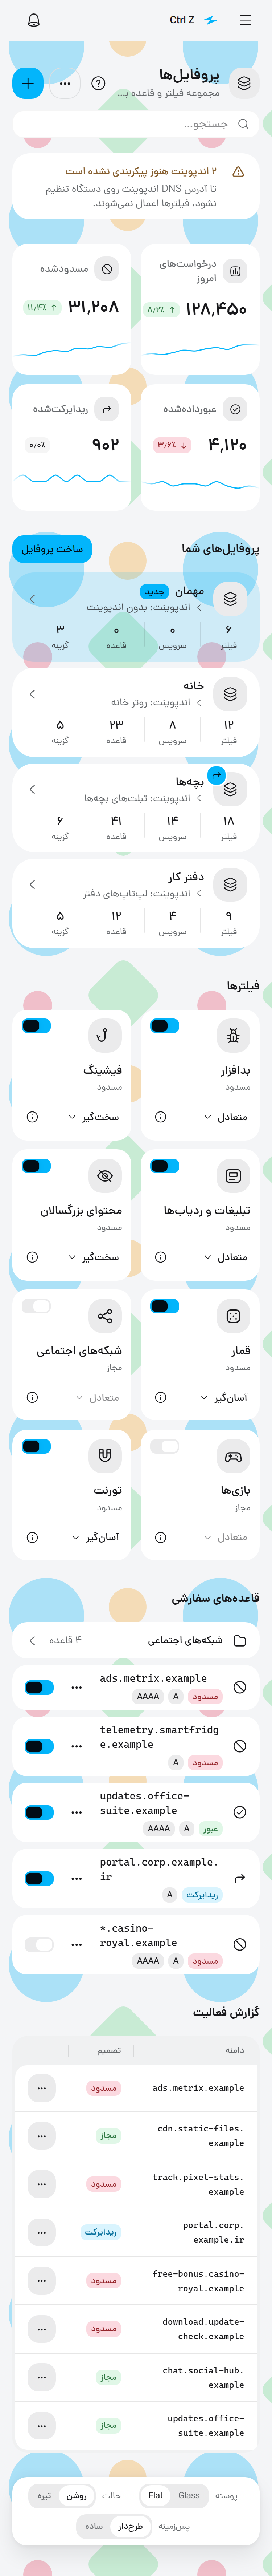 Ctrl Z
پروفایل‌ها
مجموعه فیلتر و قاعده ب...
جستجو...
۲ اندپوینت هنوز پیکربندی نشده است
تا آدرس DNS اندپوینت روی دستگاه تنظیم
نشود، فیلترها اعمال نمی‌شوند.
درخواست‌های
امروز
۱۲۸٬۴۵۰
۸٫۲٪
مسدودشده
۳۱٬۲۰۸
۱۱٫۴٪
عبورداده‌شده
۴٬۱۲۰
۳٫۶٪
ریدایرکت‌شده
۹۰۲
۰٫۰٪
پروفایل‌های شما
ساخت پروفایل
مهمان جدید
اندپوینت: بدون اندپوینت
۶ ۰ ۰ ۳
فیلتر سرویس قاعده گزینه
خانه
اندپوینت: روتر خانه
۱۲ ۸ ۲۳ ۵
فیلتر سرویس قاعده گزینه
بچه‌ها
اندپوینت: تبلت‌های بچه‌ها
۱۸ ۱۴ ۴۱ ۶
فیلتر سرویس قاعده گزینه
دفتر کار
اندپوینت: لپ‌تاپ‌های دفتر
۹ ۴ ۱۲ ۵
فیلتر سرویس قاعده گزینه
فیلترها
بدافزار
مسدود
متعادل
فیشینگ
مسدود
سخت‌گیر
تبلیغات و ردیاب‌ها
مسدود
متعادل
محتوای بزرگسالان
مسدود
سخت‌گیر
قمار
مسدود
آسان‌گیر
شبکه‌های اجتماعی
مجاز
متعادل
بازی‌ها
مجاز
متعادل
تورنت
مسدود
آسان‌گیر
قاعده‌های سفارشی
شبکه‌های اجتماعی
۴ قاعده
ads.metrix.example
مسدود A AAAA
telemetry.smartfridg
e.example
مسدود A
updates.office-
suite.example
عبور A AAAA
portal.corp.example.
ir
ریدایرکت A
*.casino-
royal.example
مسدود A AAAA
گزارش فعالیت
دامنه تصمیم
ads.metrix.example
مسدود
cdn.static-files.
example
مجاز
track.pixel-stats.
example
مسدود
portal.corp.
example.ir
ریدایرکت
free-bonus.casino-
royal.example
مسدود
download.update-
check.example
مسدود
chat.social-hub.
example
مجاز
updates.office-
suite.example
مجاز
پوسته Glass Flat حالت روشن تیره
پس‌زمینه طرح‌دار ساده